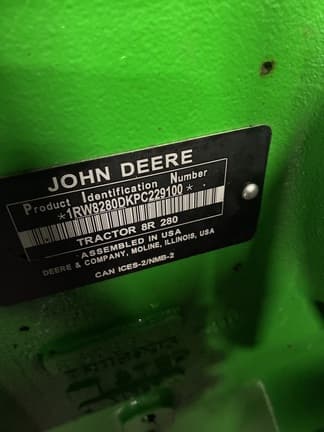 JOHN DEERE
Product Identification Number
*1RW8280DKPC229100*
TRACTOR 8R 280
ASSEMBLED IN USA
DEERE & COMPANY, MOLINE, ILLINOIS, USA
CAN ICES-2/NMB-2